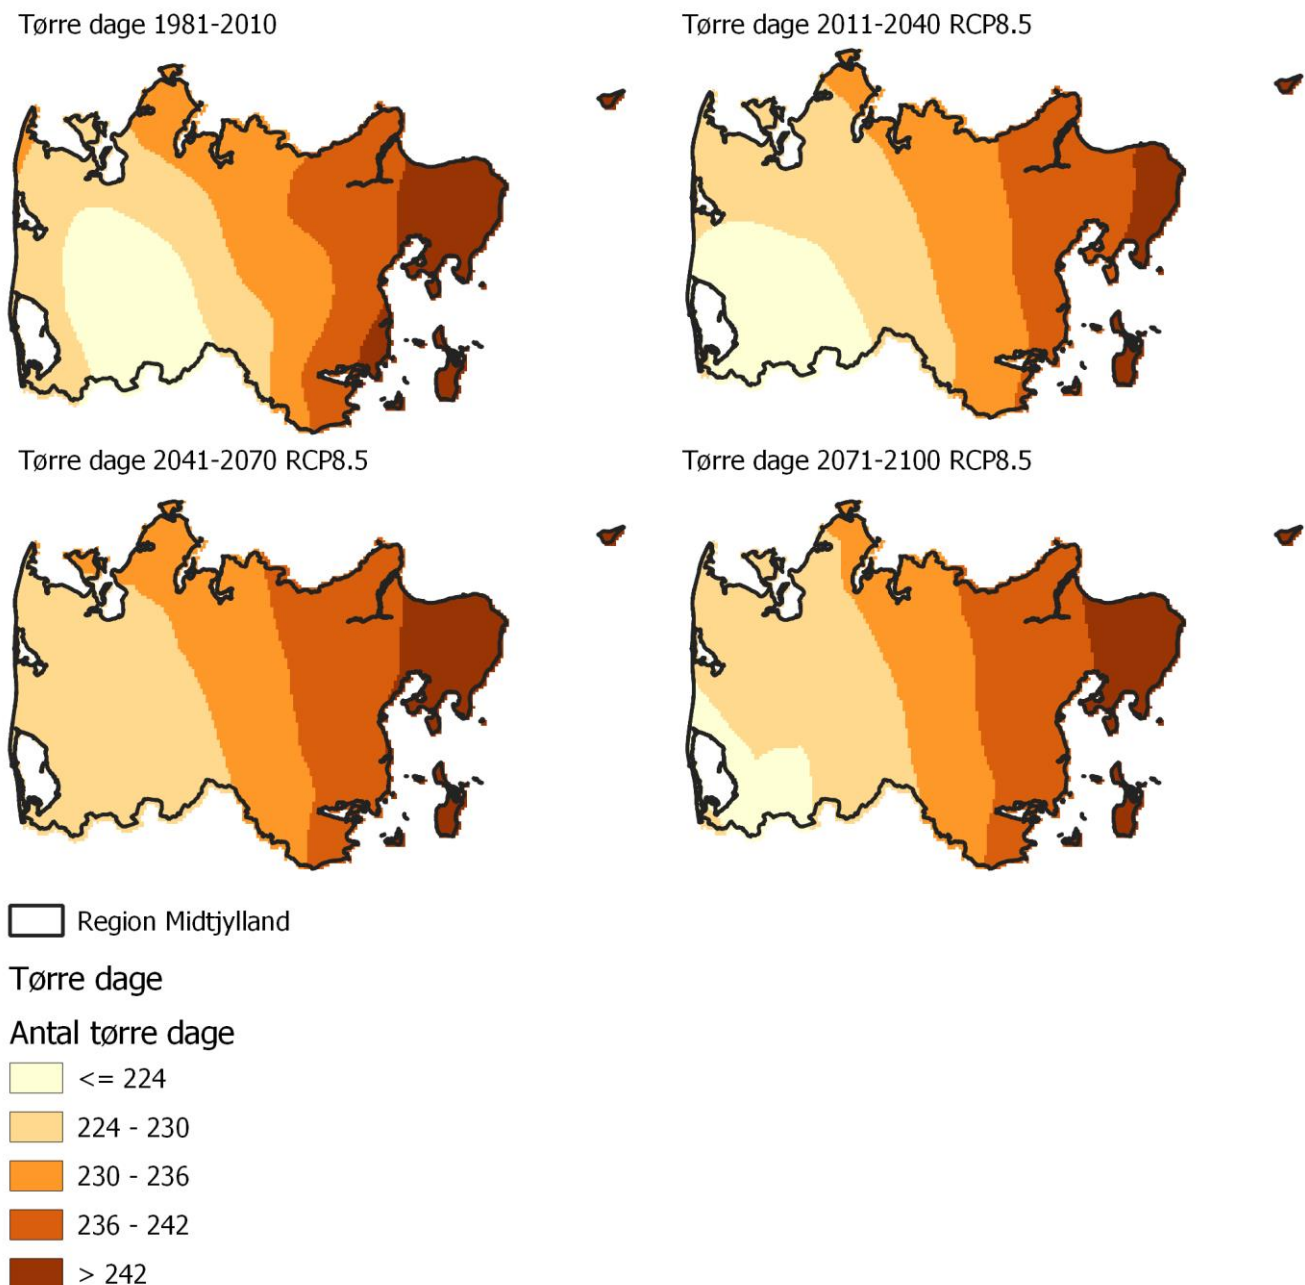 Tørre dage 1981-2010
Tørre dage 2011-2040 RCP8.5
Tørre dage 2041-2070 RCP8.5
Tørre dage 2071-2100 RCP8.5
Region Midtjylland
Tørre dage
Antal tørre dage
<= 224
224 - 230
230 - 236
236 - 242
> 242